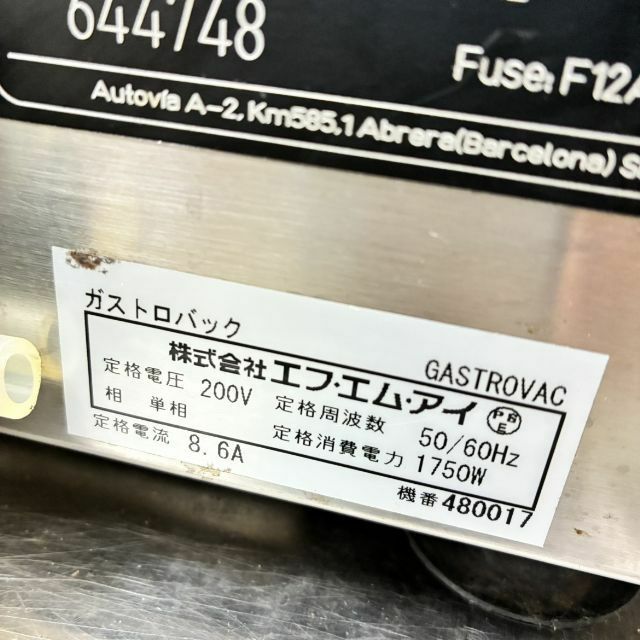 644748
Fuse: F12A
Autovía A-2, Km585,1 Abrera(Barcelona)
ガストロバック GASTROVAC
株式会社エフ・エム・アイ
定格電圧 200V 定格周波数 50/60Hz
相 単相
定格電流 8.6A 定格消費電力 1750W
機番 480017